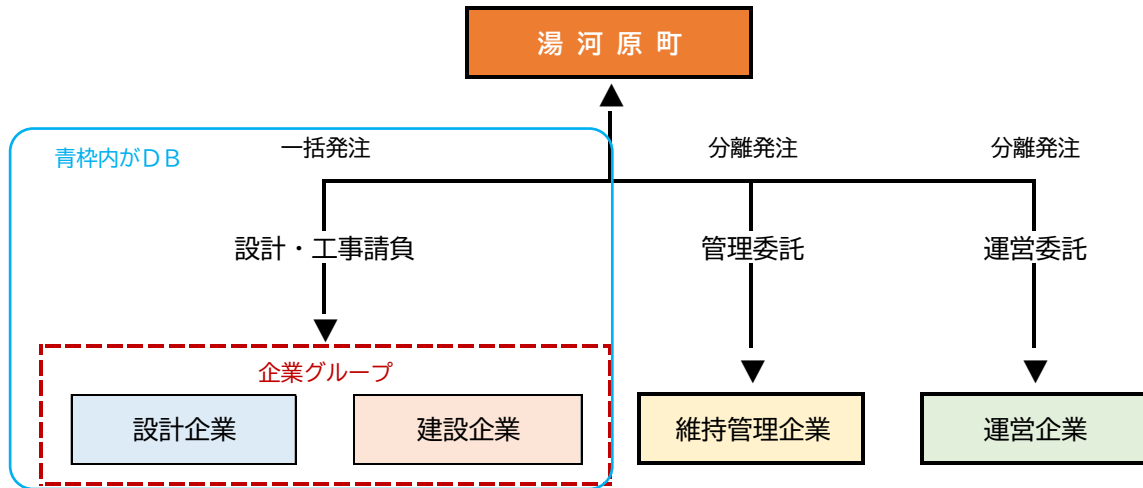 湯河原町
青枠内がＤＢ
一括発注
分離発注
分離発注
設計・工事請負
管理委託
運営委託
企業グループ
設計企業
建設企業
維持管理企業
運営企業